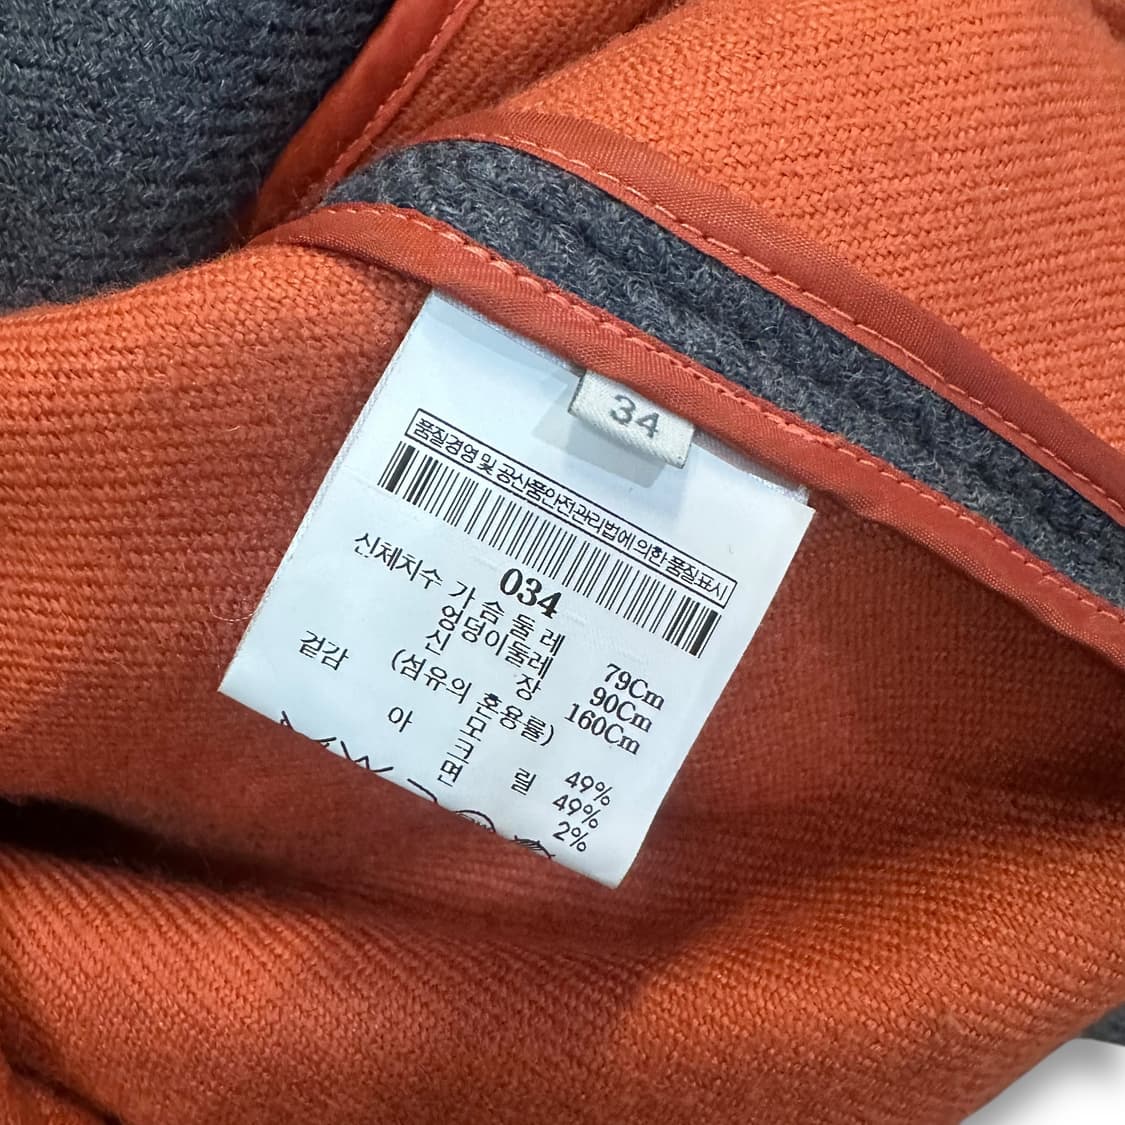 34
품질경영 및 공산품안전관리법에 의한 품질표시
034
신체치수 가슴둘레 79Cm
엉덩이둘레 90Cm
신장 160Cm
겉감 (섬유의 혼용률)
모 49%
아크릴 49%
면 2%